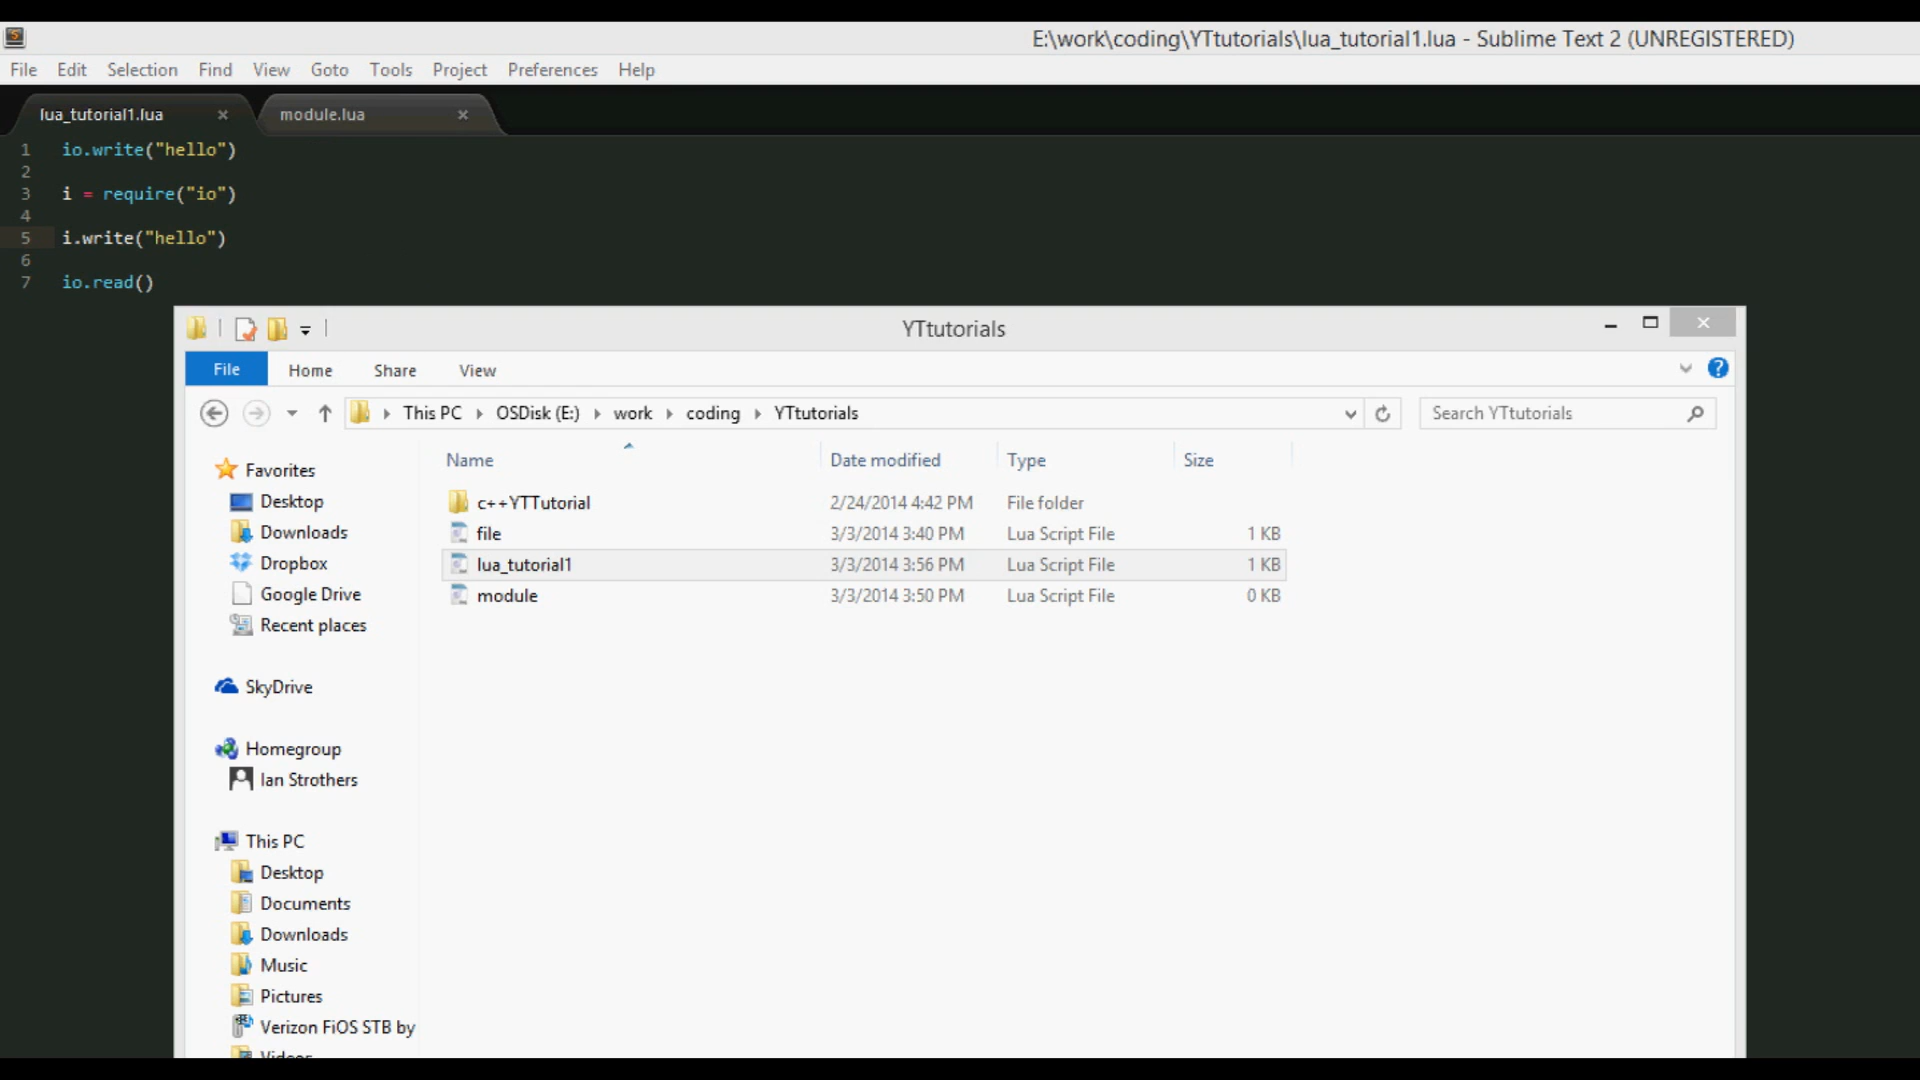 E:\work\coding\YTtutorials\lua_tutorial1.lua - Sublime Text 2 (UNREGISTERED)
File Edit Selection Find View Goto Tools Project Preferences Help
lua_tutorial1.lua × module.lua ×
1 io.write("hello")
2
3 i = require("io")
4
5 i.write("hello")
6
7 io.read()
YTtutorials
File Home Share View
This PC OSDisk (E:) work coding YTtutorials Search YTtutorials
Name Date modified Type Size
c++YTTutorial 2/24/2014 4:42 PM File folder
file 3/3/2014 3:40 PM Lua Script File 1 KB
lua_tutorial1 3/3/2014 3:56 PM Lua Script File 1 KB
module 3/3/2014 3:50 PM Lua Script File 0 KB
Favorites
Desktop
Downloads
Dropbox
Google Drive
Recent places
SkyDrive
Homegroup
Ian Strothers
This PC
Desktop
Documents
Downloads
Music
Pictures
Verizon FiOS STB by
Videos